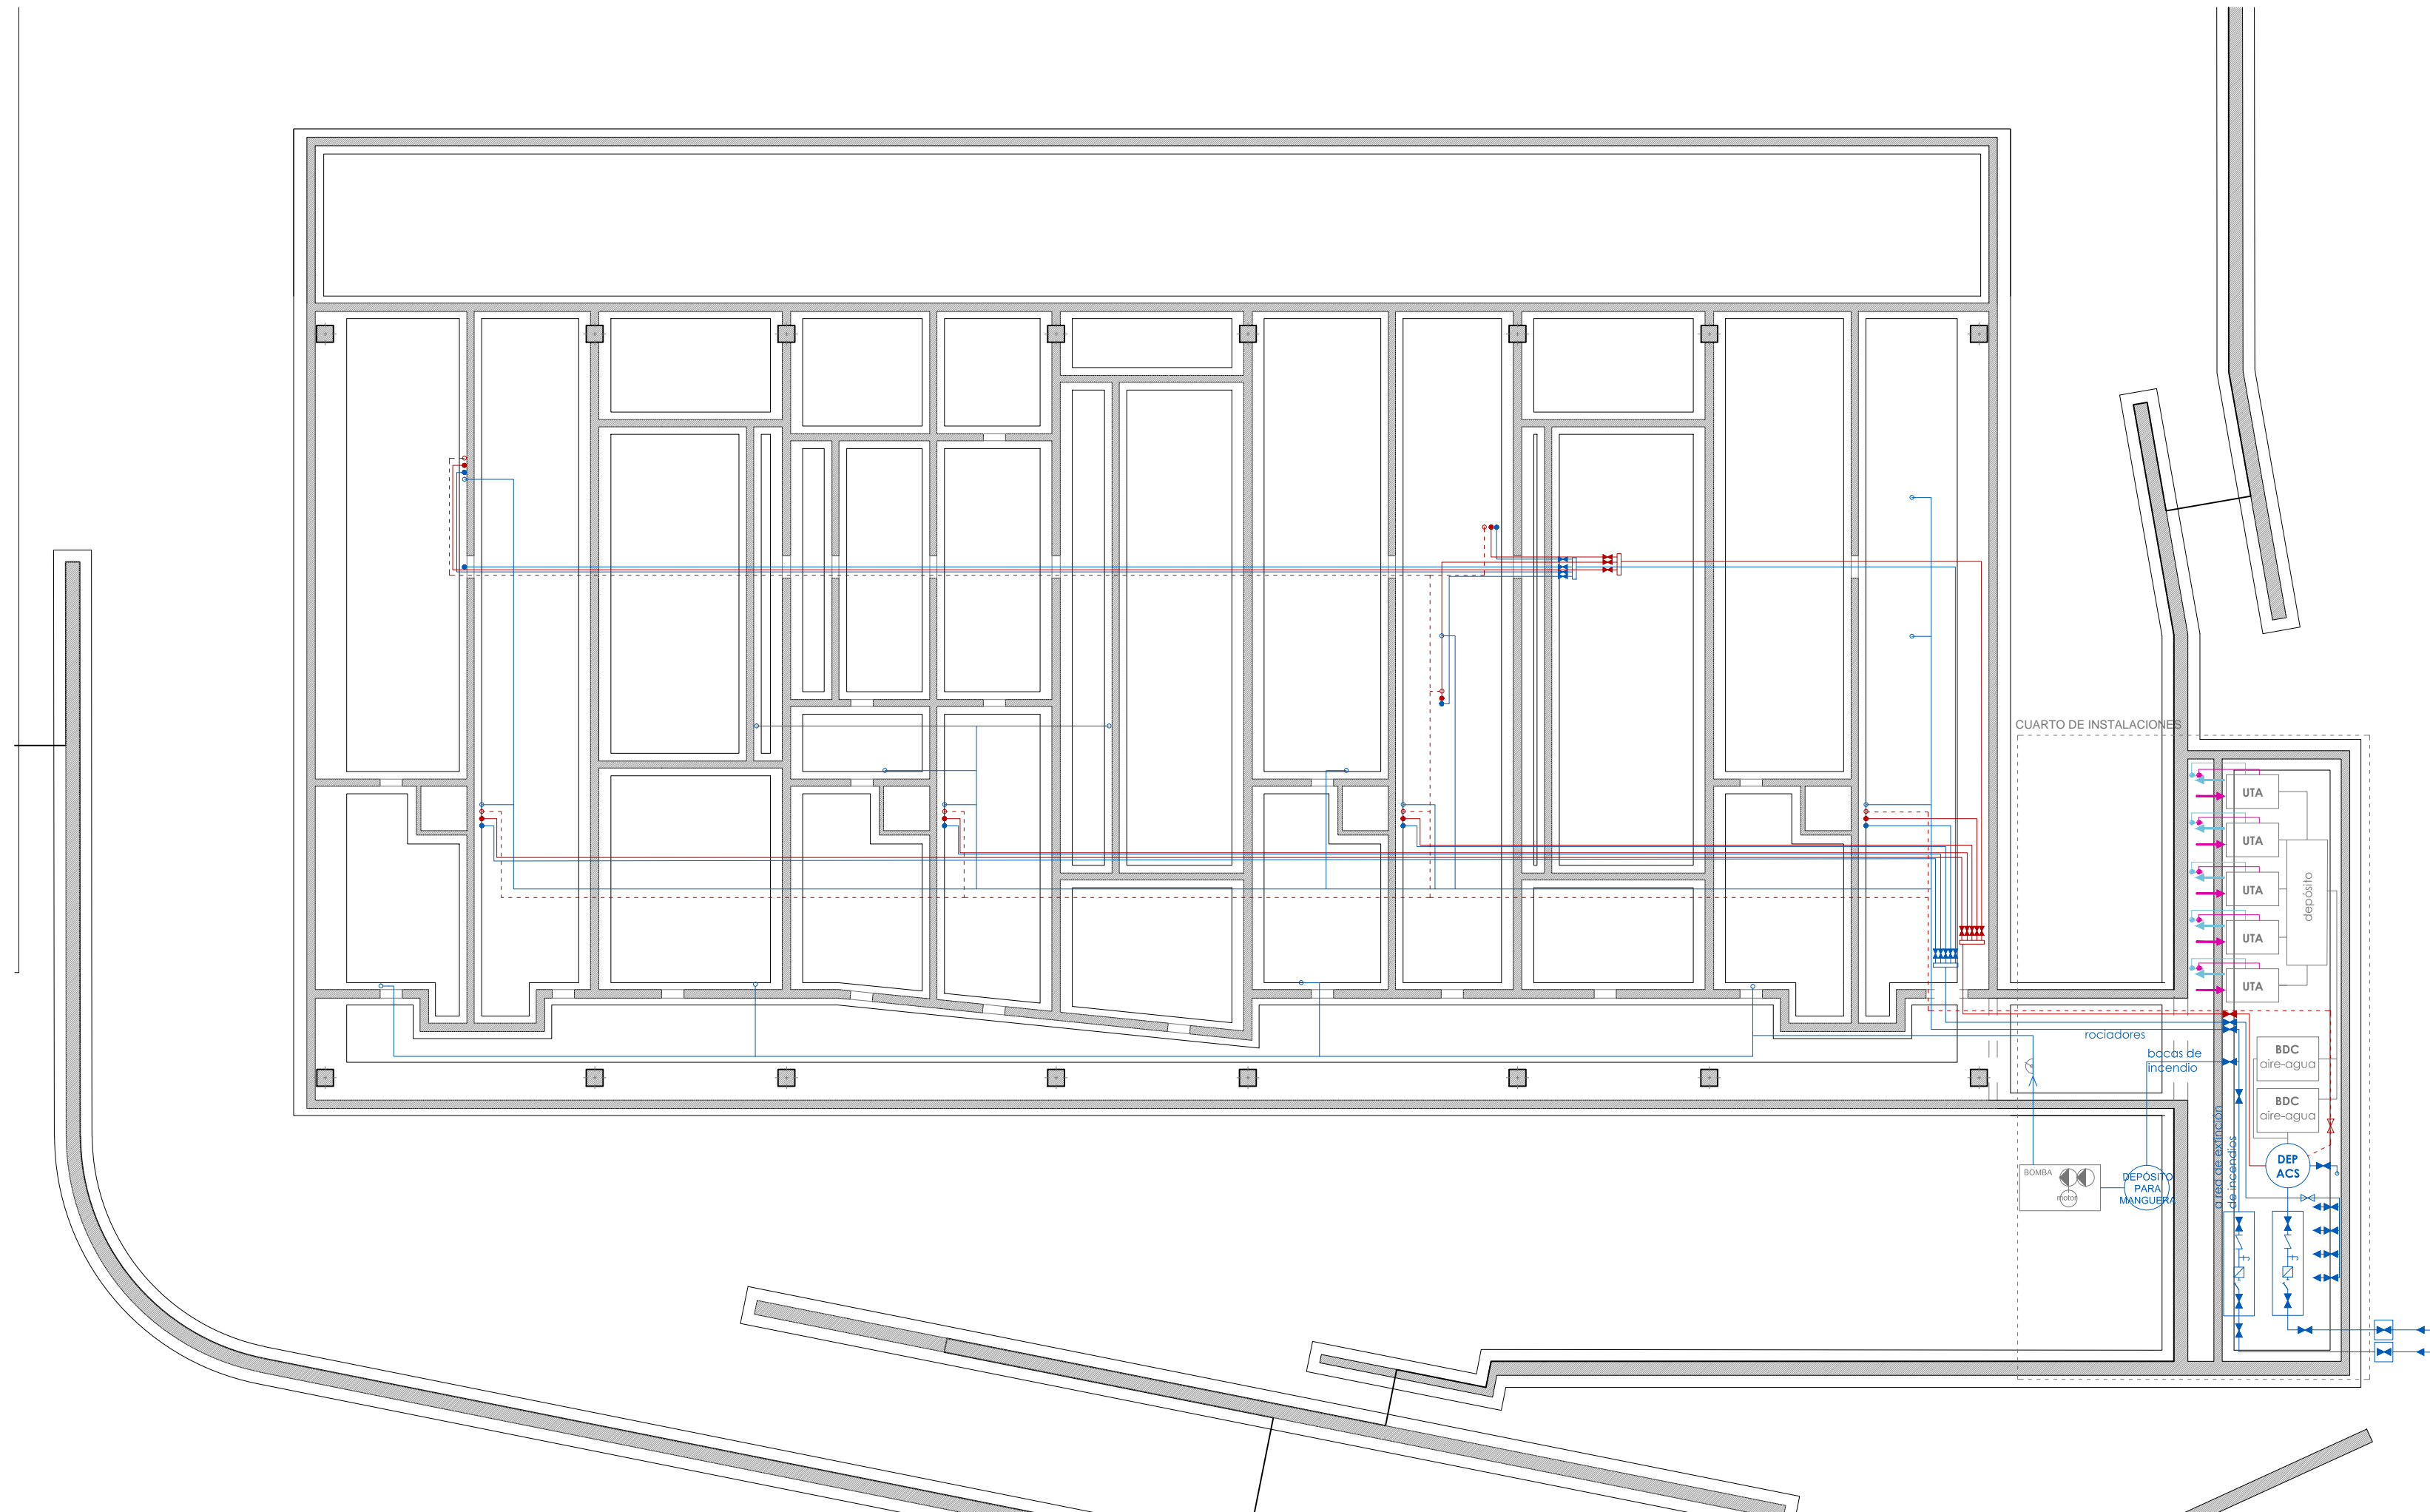 CUARTO DE INSTALACIONES
UTA
UTA
UTA
UTA
UTA
depósito
rociadores
bocas de
incendio
BDC
aire-agua
BDC
aire-agua
a red de extinción
de incendios
DEP
ACS
BOMBA
motor
DEPÓSITO
PARA
MANGUERA